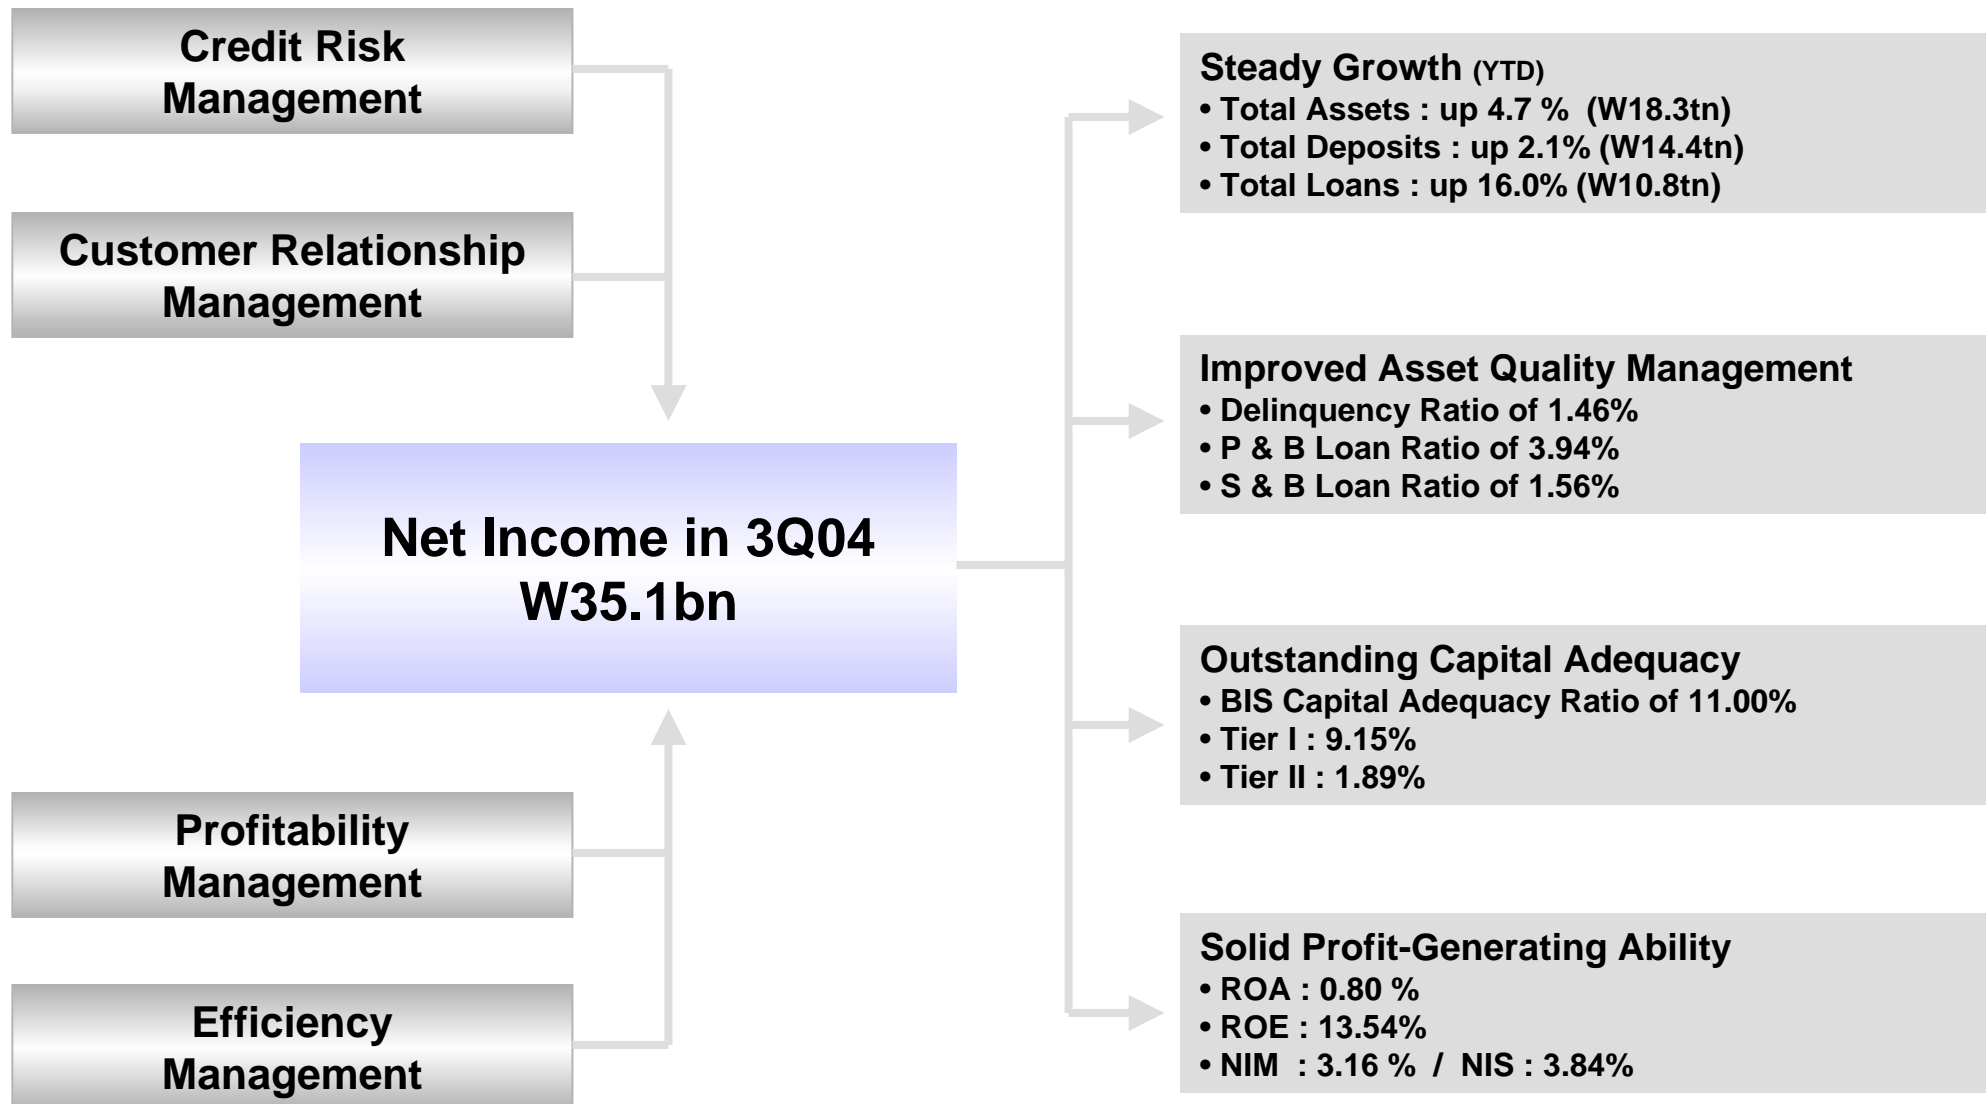 Credit Risk
Management
Customer Relationship
Management
Net Income in 3Q04
W35.1bn
Profitability
Management
Efficiency
Management
Steady Growth (YTD)
• Total Assets : up 4.7 %  (W18.3tn)
• Total Deposits : up 2.1% (W14.4tn)
• Total Loans : up 16.0% (W10.8tn)
Improved Asset Quality Management
• Delinquency Ratio of 1.46%
• P & B Loan Ratio of 3.94%
• S & B Loan Ratio of 1.56%
Outstanding Capital Adequacy
• BIS Capital Adequacy Ratio of 11.00%
• Tier I : 9.15%
• Tier II : 1.89%
Solid Profit-Generating Ability
• ROA : 0.80 %
• ROE : 13.54%
• NIM  : 3.16 %  /  NIS : 3.84%